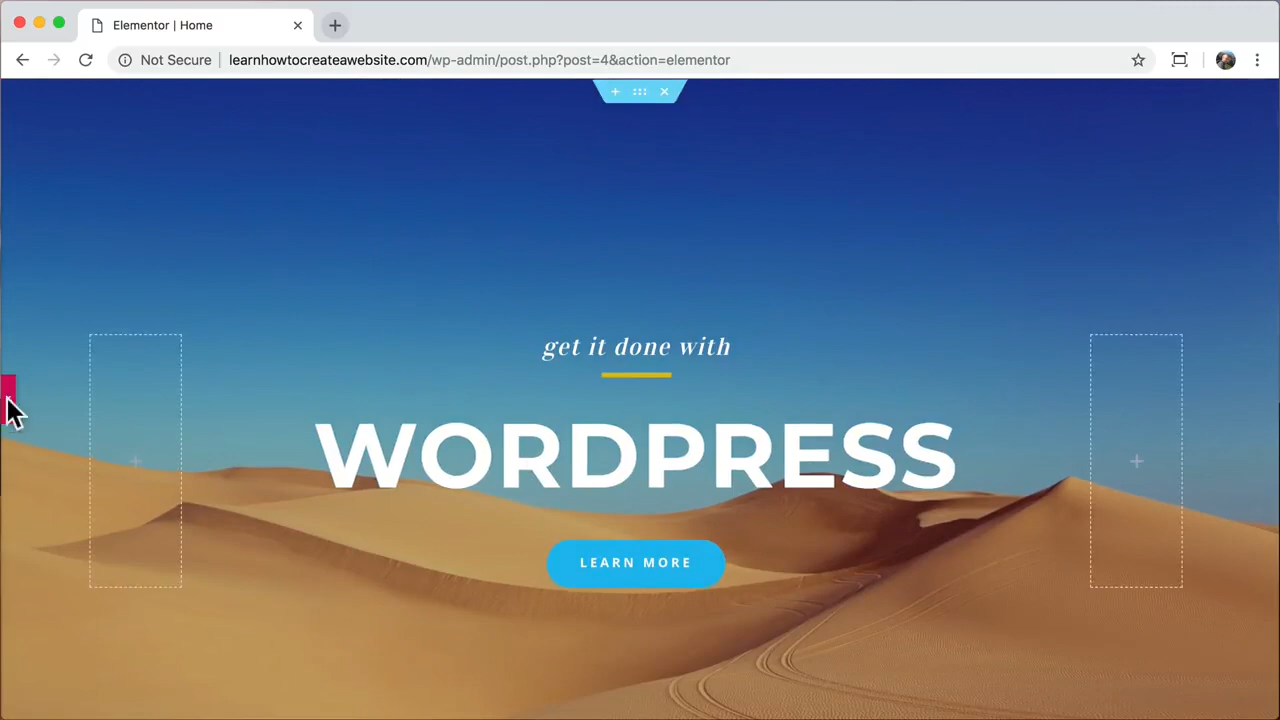 Elementor | Home
Not Secure
learnhowtocreateawebsite.com/wp-admin/post.php?post=4&action=elementor
get it done with
WORDPRESS
LEARN MORE